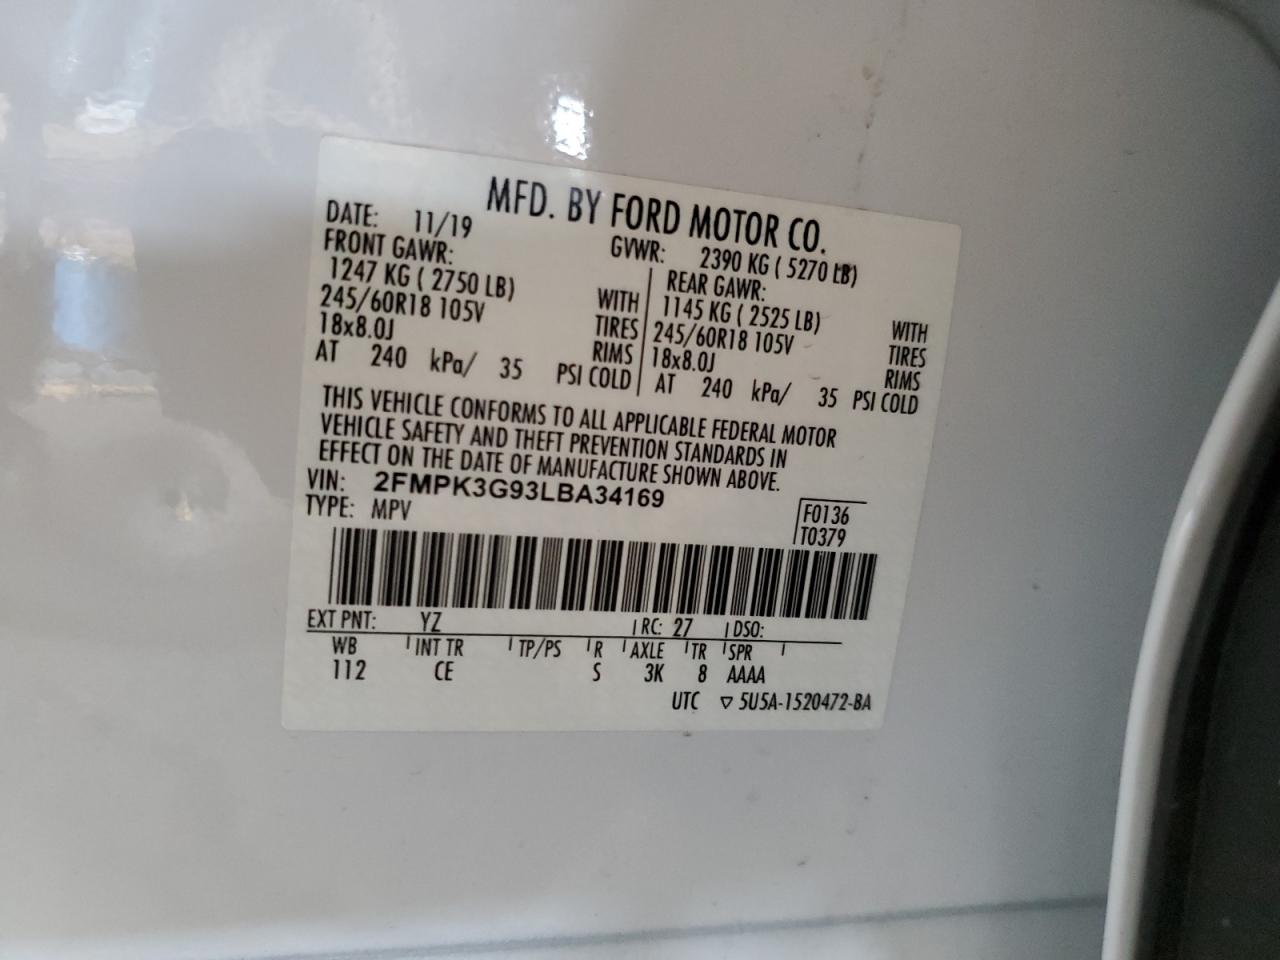 MFD. BY FORD MOTOR CO.
DATE: 11/19 GVWR: 2390 KG ( 5270 LB)
FRONT GAWR: REAR GAWR:
1247 KG ( 2750 LB) WITH 1145 KG ( 2525 LB) WITH
245/60R18 105V TIRES 245/60R18 105V TIRES
18x8.0J RIMS 18x8.0J RIMS
AT 240 kPa/ 35 PSI COLD AT 240 kPa/ 35 PSI COLD
THIS VEHICLE CONFORMS TO ALL APPLICABLE FEDERAL MOTOR
VEHICLE SAFETY AND THEFT PREVENTION STANDARDS IN
EFFECT ON THE DATE OF MANUFACTURE SHOWN ABOVE.
VIN: 2FMPK3G93LBA34169
TYPE: MPV
F0136
T0379
EXT PNT: YZ RC: 27 DSO:
WB INT TR TP/PS R AXLE TR SPR
112 CE S 3K 8 AAAA
UTC ▽ 5U5A-1520472-BA